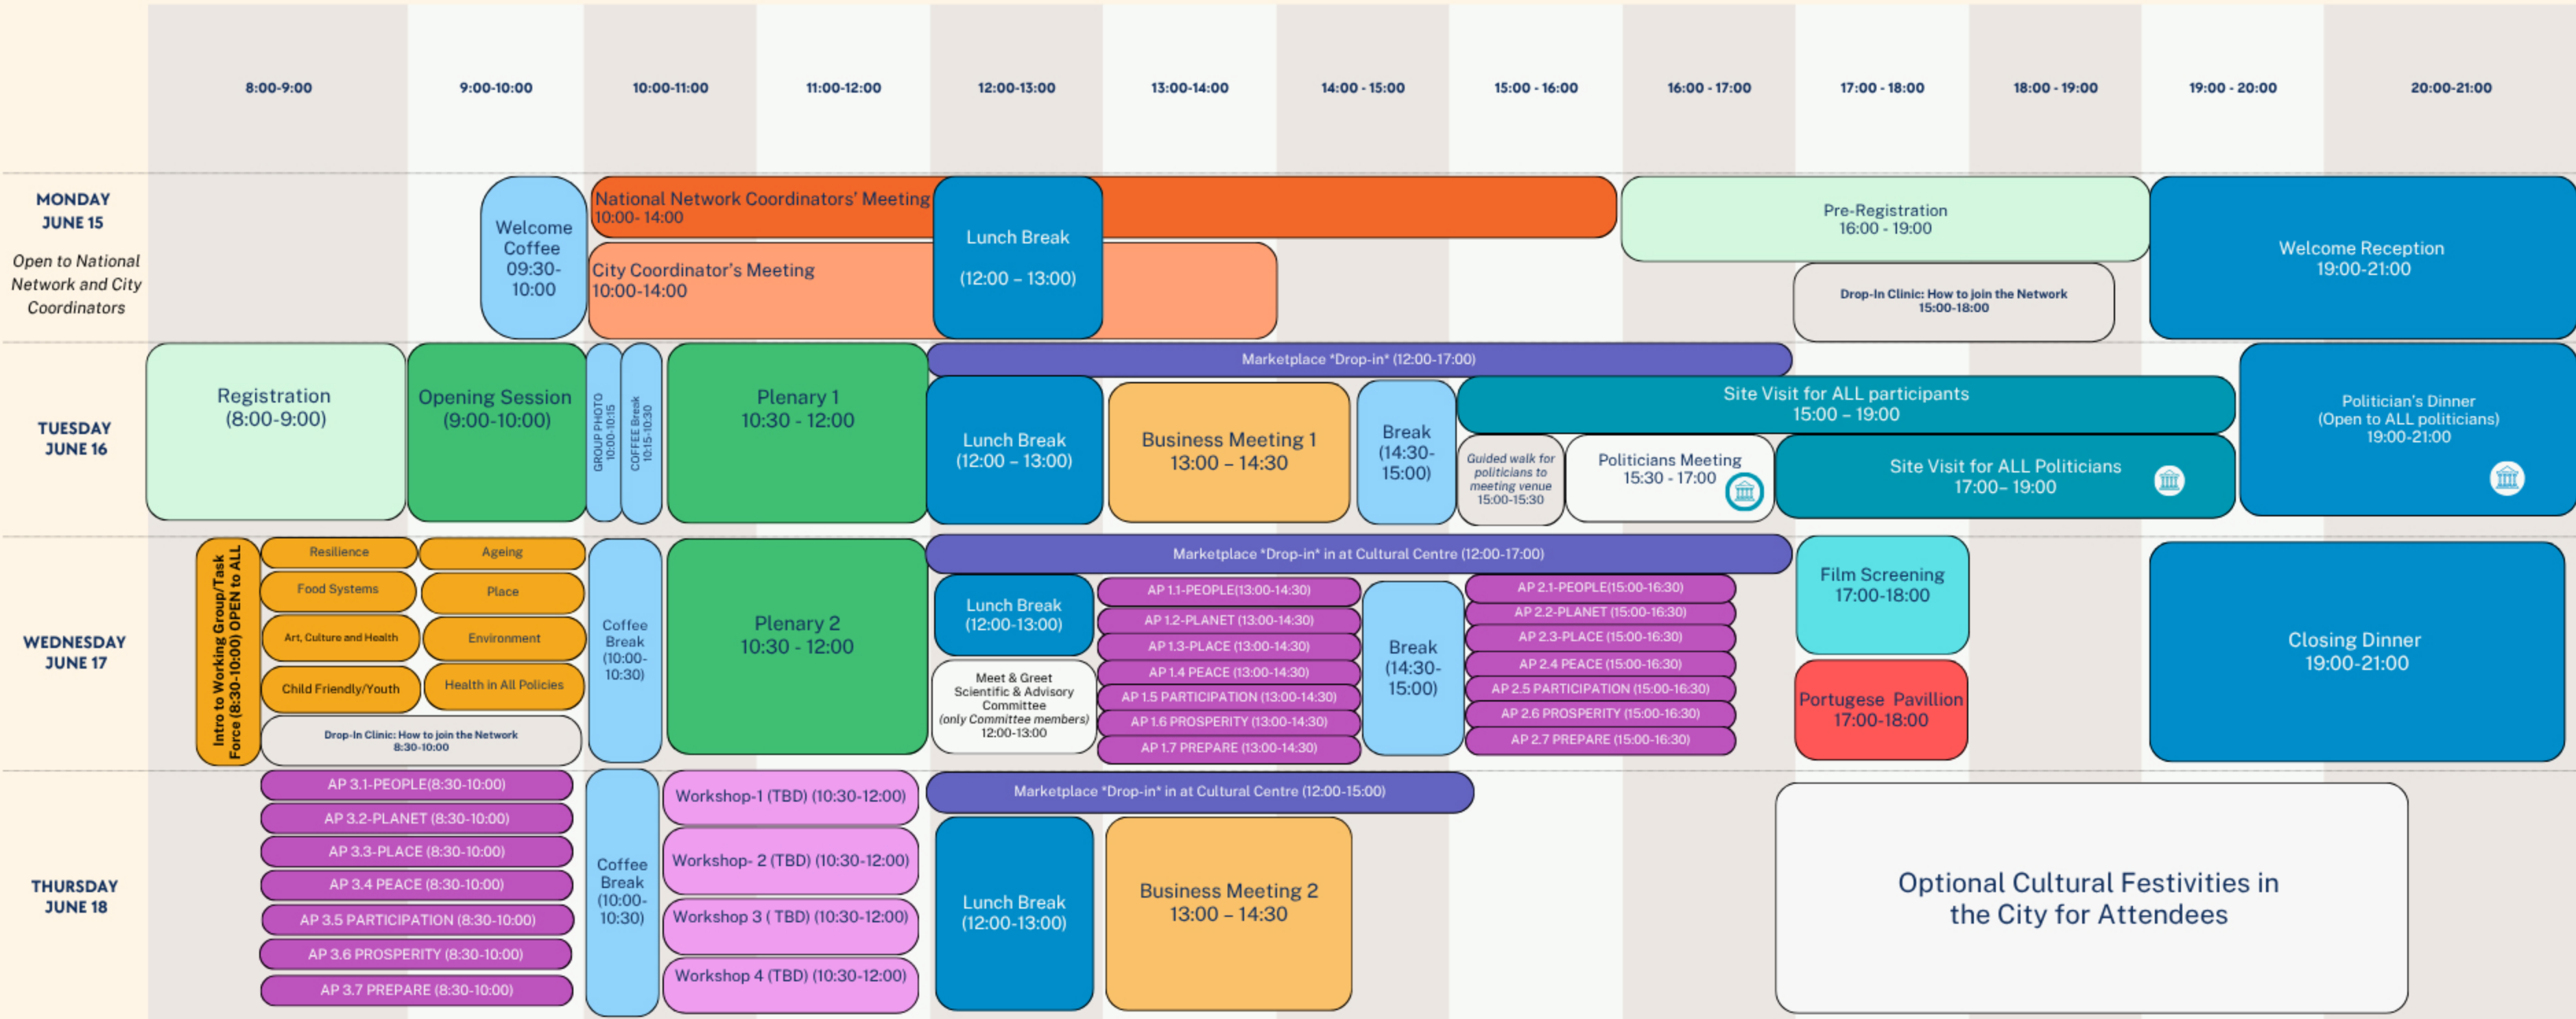 8:00-9:00
9:00-10:00
10:00-11:00
11:00-12:00
12:00-13:00
13:00-14:00
14:00 - 15:00
15:00 - 16:00
16:00 - 17:00
17:00 - 18:00
18:00 - 19:00
19:00 - 20:00
20:00-21:00
MONDAY
JUNE 15
Open to National
Network and City
Coordinators
Welcome
Coffee
09:30-
10:00
National Network Coordinators' Meeting
10:00- 14:00
City Coordinator's Meeting
10:00-14:00
Lunch Break
(12:00 – 13:00)
Pre-Registration
16:00 - 19:00
Drop-In Clinic: How to join the Network
15:00-18:00
Welcome Reception
19:00-21:00
TUESDAY
JUNE 16
Registration
(8:00-9:00)
Opening Session
(9:00-10:00)
GROUP PHOTO
10:00-10:15
COFFEE Break
10:15-10:30
Plenary 1
10:30 - 12:00
Marketplace *Drop-in* (12:00-17:00)
Lunch Break
(12:00 – 13:00)
Business Meeting 1
13:00 – 14:30
Break
(14:30-
15:00)
Site Visit for ALL participants
15:00 – 19:00
Guided walk for
politicians to
meeting venue
15:00-15:30
Politicians Meeting
15:30 - 17:00
Site Visit for ALL Politicians
17:00– 19:00
Politician's Dinner
(Open to ALL politicians)
19:00-21:00
WEDNESDAY
JUNE 17
Intro to Working Group/Task
Force (8:30-10:00) OPEN to ALL
Resilience
Ageing
Food Systems
Place
Art, Culture and Health
Environment
Child Friendly/Youth
Health in All Policies
Drop-In Clinic: How to join the Network
8:30-10:00
Coffee
Break
(10:00-
10:30)
Plenary 2
10:30 - 12:00
Marketplace *Drop-in* in at Cultural Centre (12:00-17:00)
Lunch Break
(12:00-13:00)
Meet & Greet
Scientific & Advisory
Committee
(only Committee members)
12:00-13:00
AP 1.1-PEOPLE(13:00-14:30)
AP 1.2-PLANET (13:00-14:30)
AP 1.3-PLACE (13:00-14:30)
AP 1.4 PEACE (13:00-14:30)
AP 1.5 PARTICIPATION (13:00-14:30)
AP 1.6 PROSPERITY (13:00-14:30)
AP 1.7 PREPARE (13:00-14:30)
Break
(14:30-
15:00)
AP 2.1-PEOPLE(15:00-16:30)
AP 2.2-PLANET (15:00-16:30)
AP 2.3-PLACE (15:00-16:30)
AP 2.4 PEACE (15:00-16:30)
AP 2.5 PARTICIPATION (15:00-16:30)
AP 2.6 PROSPERITY (15:00-16:30)
AP 2.7 PREPARE (15:00-16:30)
Film Screening
17:00-18:00
Portugese Pavillion
17:00-18:00
Closing Dinner
19:00-21:00
THURSDAY
JUNE 18
AP 3.1-PEOPLE(8:30-10:00)
AP 3.2-PLANET (8:30-10:00)
AP 3.3-PLACE (8:30-10:00)
AP 3.4 PEACE (8:30-10:00)
AP 3.5 PARTICIPATION (8:30-10:00)
AP 3.6 PROSPERITY (8:30-10:00)
AP 3.7 PREPARE (8:30-10:00)
Coffee
Break
(10:00-
10:30)
Workshop-1 (TBD) (10:30-12:00)
Workshop- 2 (TBD) (10:30-12:00)
Workshop 3 ( TBD) (10:30-12:00)
Workshop 4 (TBD) (10:30-12:00)
Marketplace *Drop-in* in at Cultural Centre (12:00-15:00)
Lunch Break
(12:00-13:00)
Business Meeting 2
13:00 – 14:30
Optional Cultural Festivities in
the City for Attendees